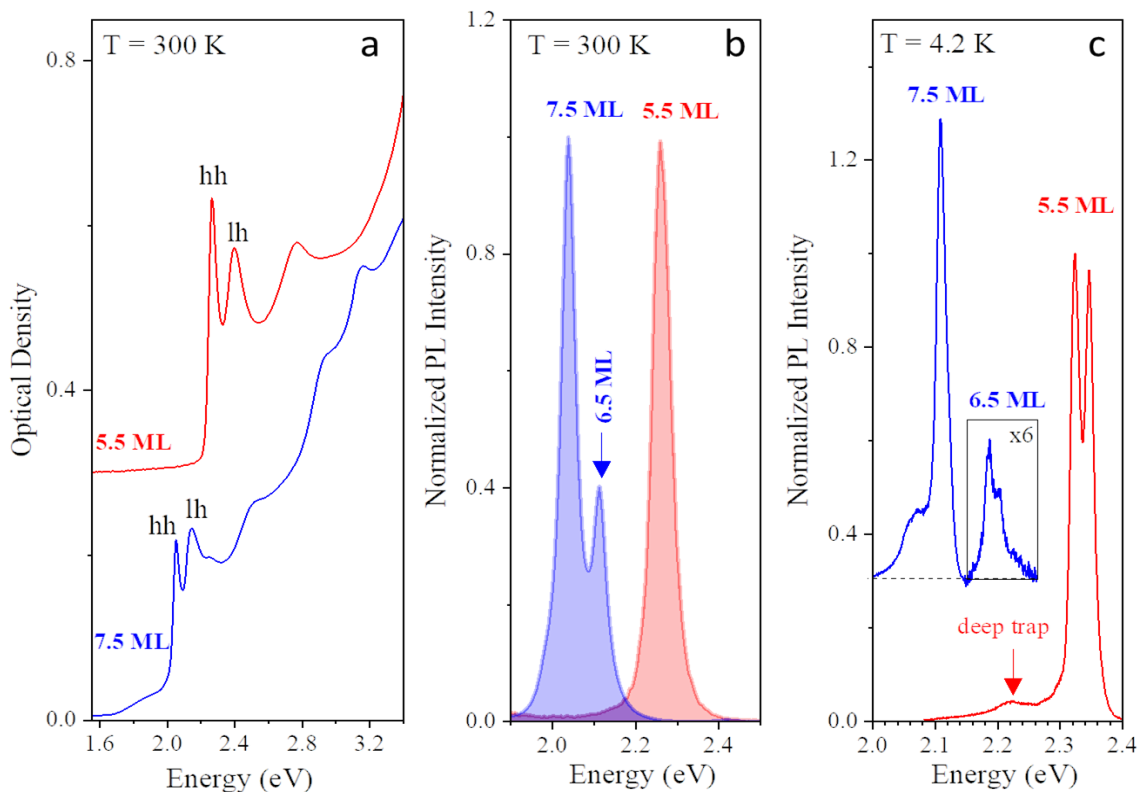 T = 300 K
a
0.8
0.4
0.0
hh
lh
5.5 ML
hh
lh
7.5 ML
Optical Density
1.6
2.0
2.4
2.8
3.2
Energy (eV)
T = 300 K
b
1.2
0.8
0.4
0.0
7.5 ML
5.5 ML
6.5 ML
Normalized PL Intensity
2.0
2.2
2.4
Energy (eV)
T = 4.2 K
c
1.2
0.8
0.4
0.0
7.5 ML
5.5 ML
6.5 ML
x6
deep trap
Normalized PL Intensity
2.0
2.1
2.2
2.3
2.4
Energy (eV)